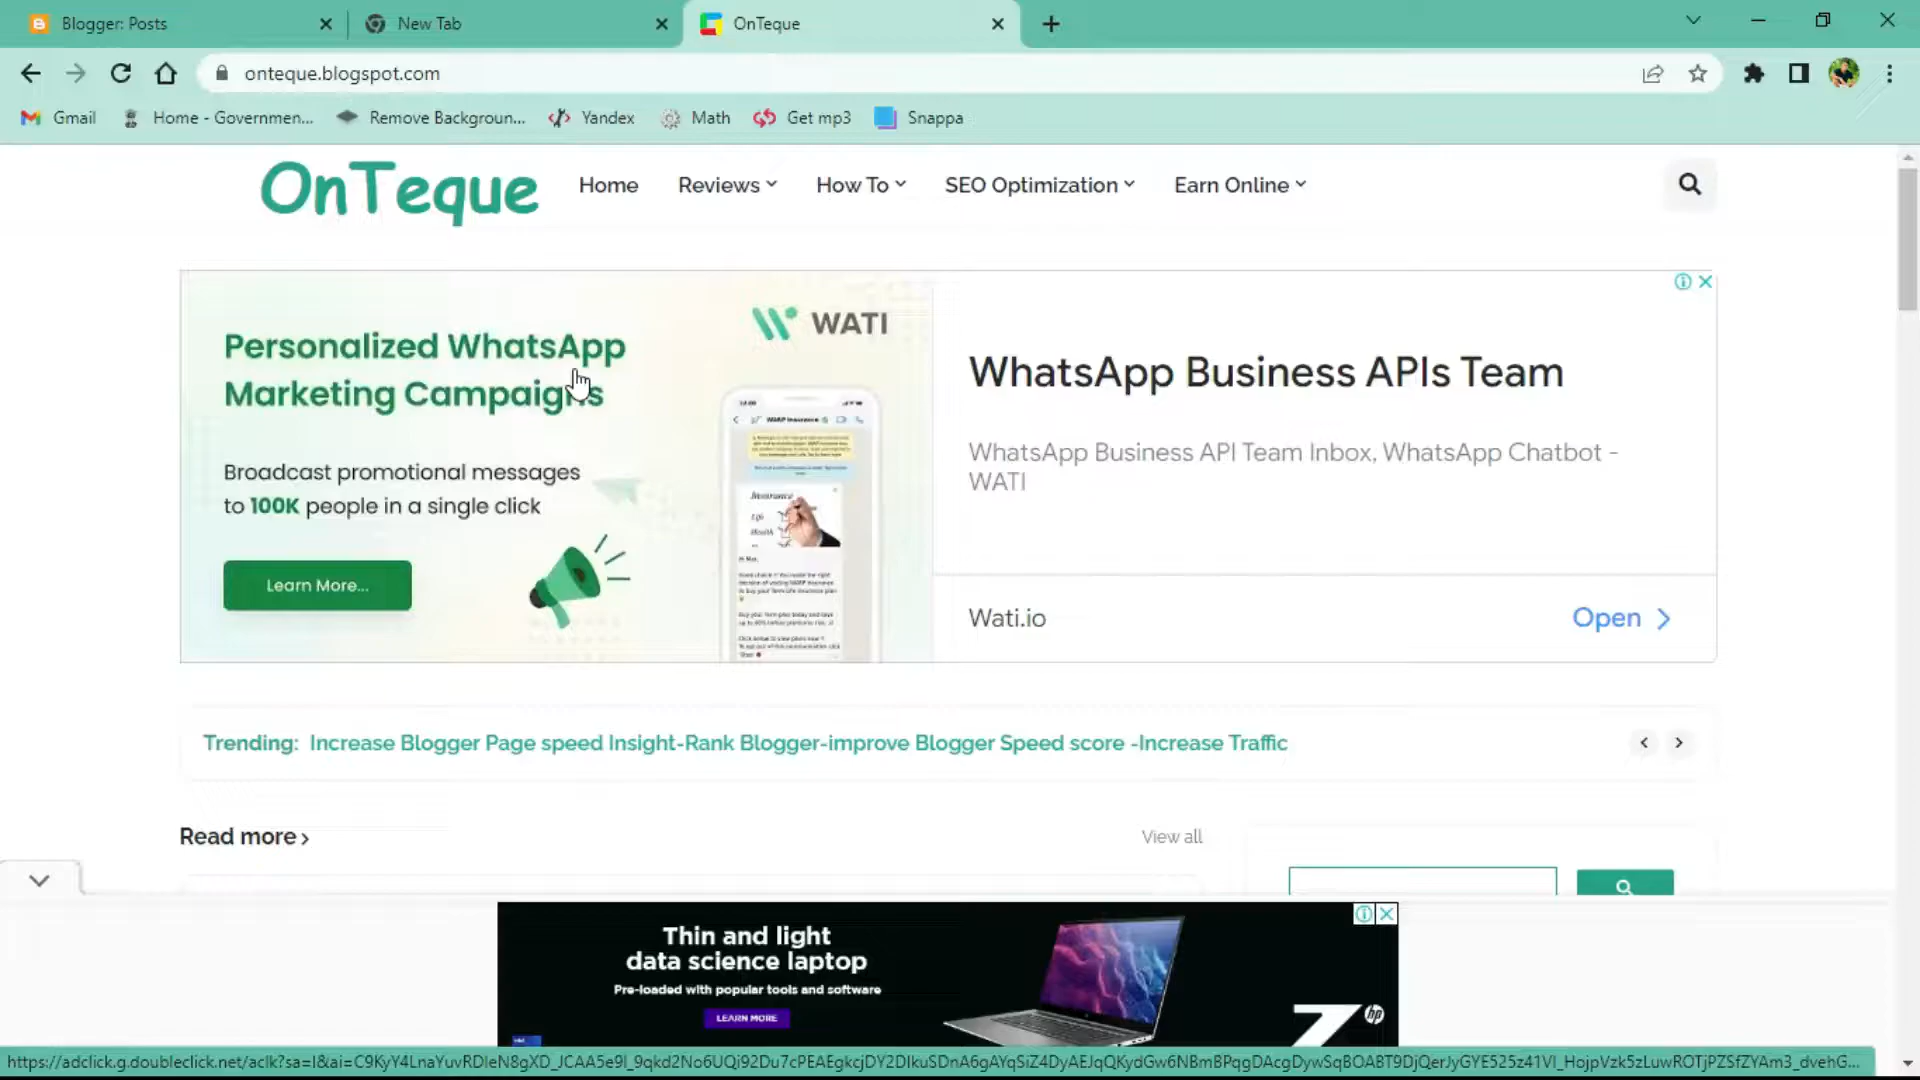 Blogger: Posts
New Tab
OnTeque
onteque.blogspot.com
Gmail
Home - Governmen...
Remove Backgroun...
Yandex
Math
Get mp3
Snappa
OnTeque
Home
Reviews
How To
SEO Optimization
Earn Online
WATI
Personalized WhatsApp
Marketing Campaigns
Broadcast promotional messages
to 100K people in a single click
Learn More...
WhatsApp Business APIs Team
WhatsApp Business API Team Inbox, WhatsApp Chatbot -
WATI
Wati.io
Open
Trending: Increase Blogger Page speed Insight-Rank Blogger-improve Blogger Speed score -Increase Traffic
Read more
View all
Thin and light
data science laptop
Pre-loaded with popular tools and software
LEARN MORE
hp